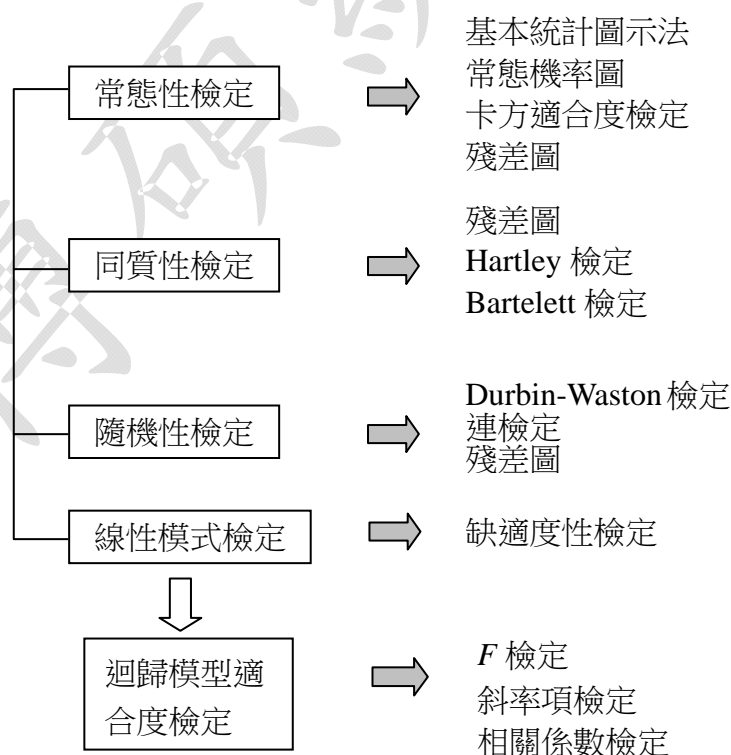 基本統計圖示法
常態性檢定
常態機率圖
卡方適合度檢定
殘差圖
殘差圖
同質性檢定
Hartley 檢定
Bartelett 檢定
Durbin-Waston 檢定
隨機性檢定
連檢定
殘差圖
線性模式檢定
缺適度性檢定
迴歸模型適
合度檢定
F 檢定
斜率項檢定
相關係數檢定